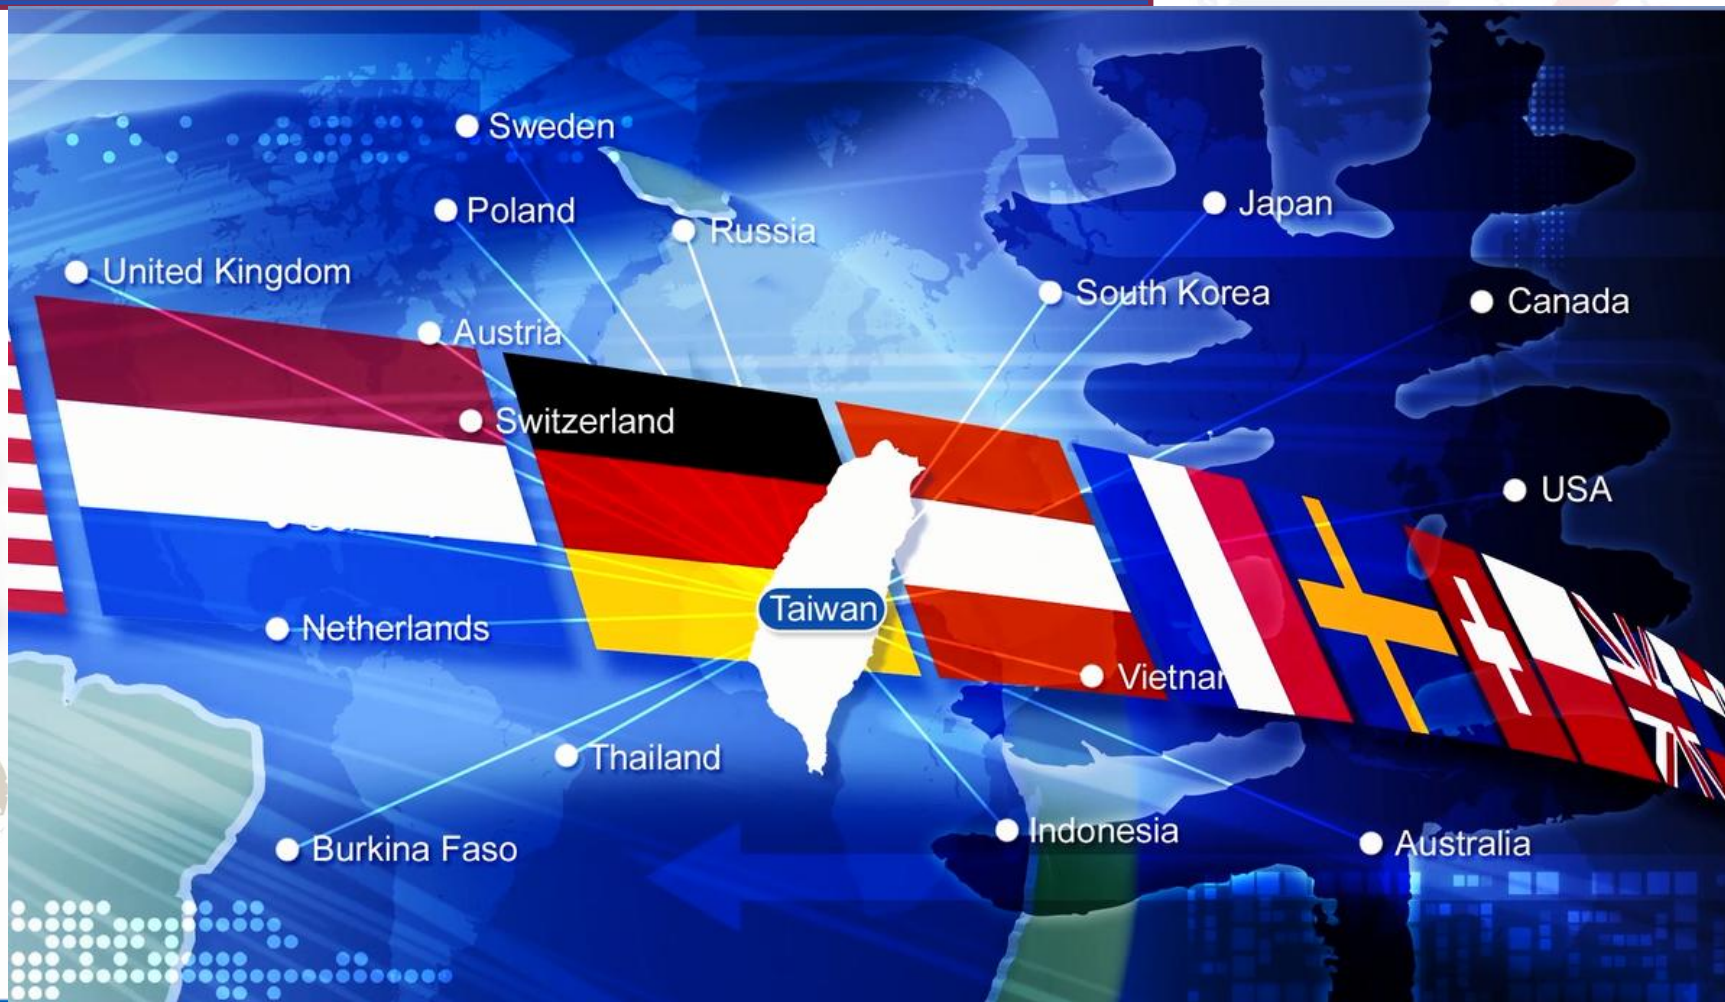 Sweden
Poland
Russia
Japan
United Kingdom
South Korea
Canada
Austria
Switzerland
USA
Taiwan
Netherlands
Thailand
Indonesia
Australia
Burkina Faso